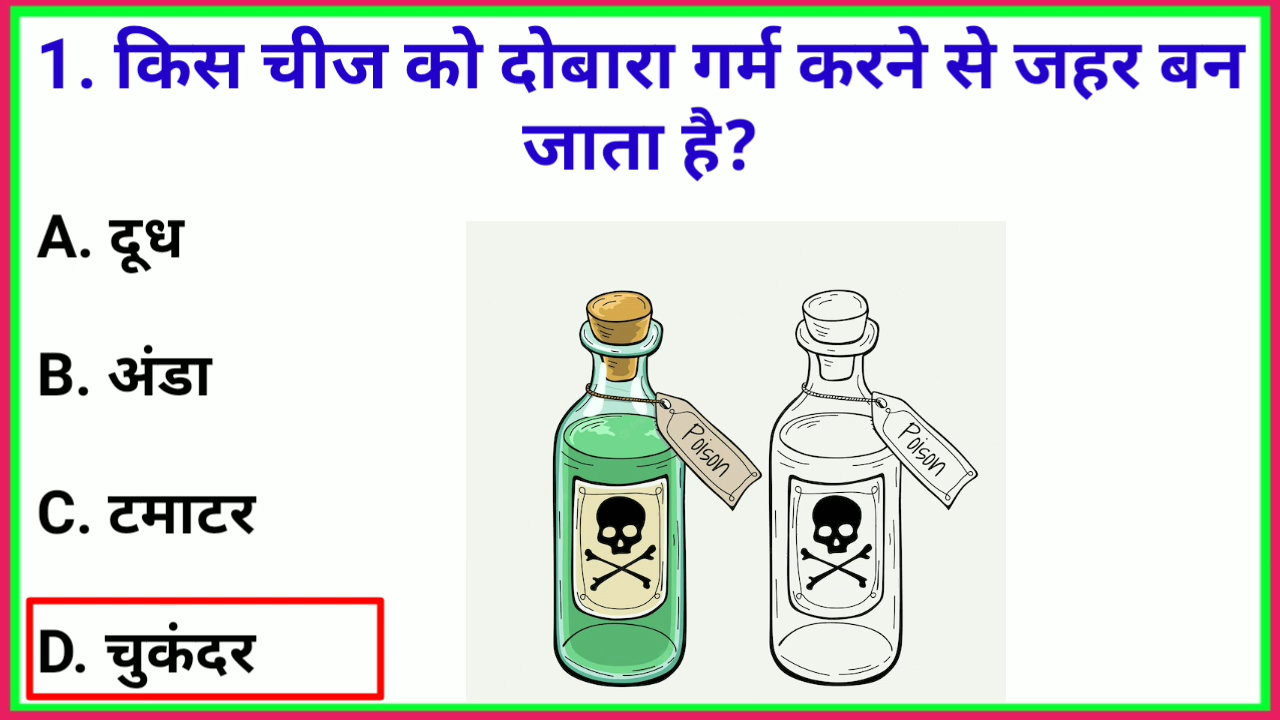 1. किस चीज को दोबारा गर्म करने से जहर बन
जाता है?
A. दूध
B. अंडा
C. टमाटर
D. चुकंदर
Poison
Poison